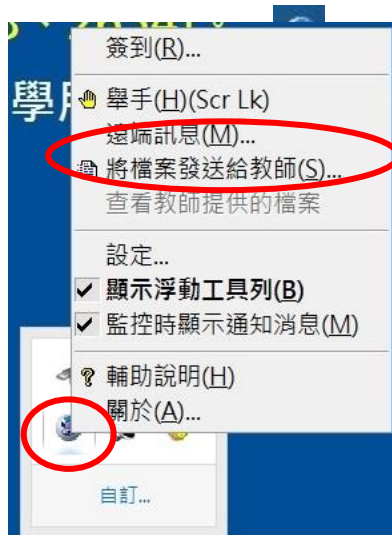 簽到(R)...
學
舉手(H)(Scr Lk)
遠端訊息(M)...
將檔案發送給教師(S)...
查看教師提供的檔案
設定...
顯示浮動工具列(B)
監控時顯示通知消息(M)
輔助說明(H)
關於(A)...
自訂...